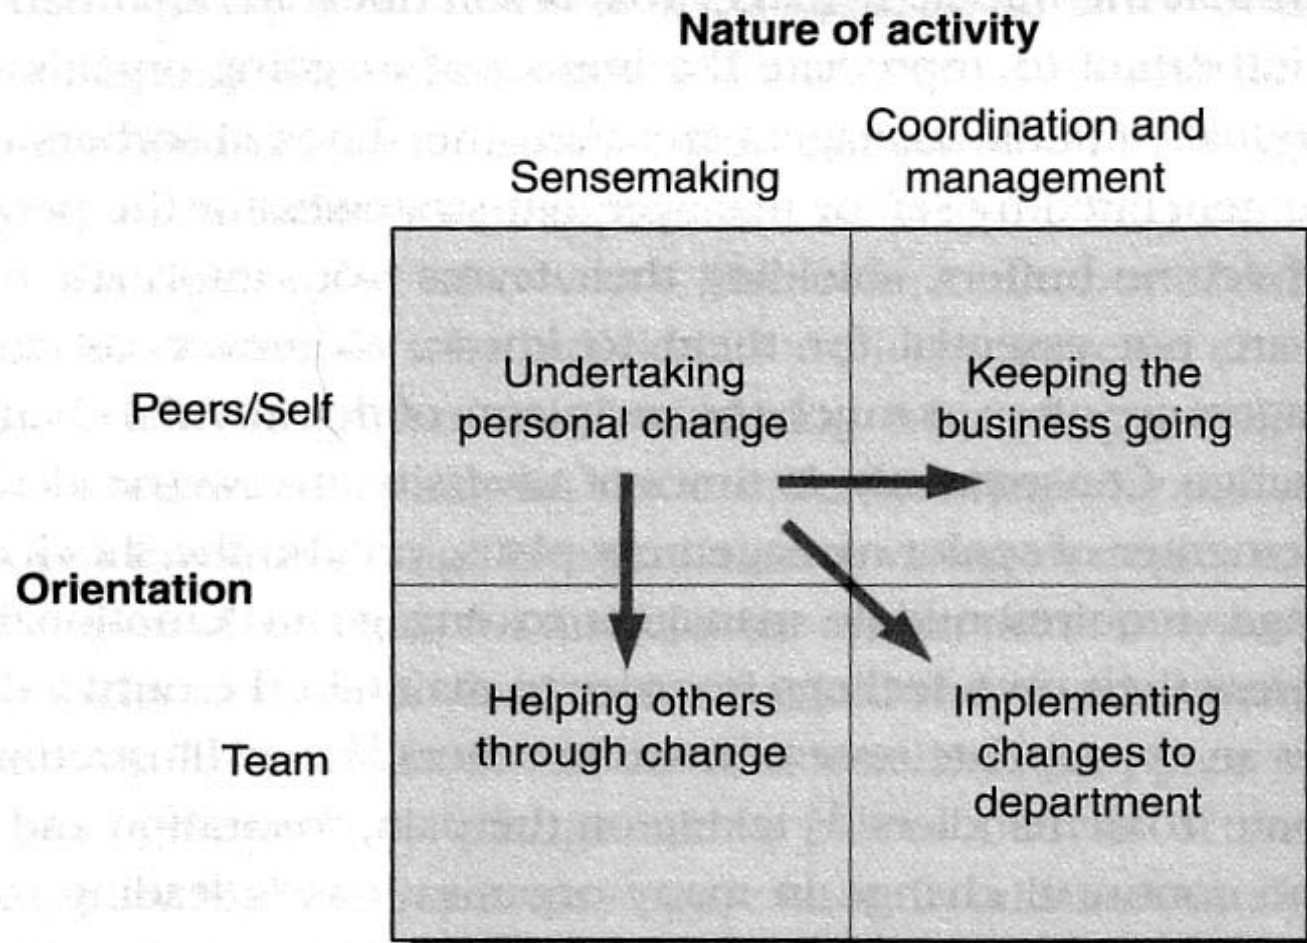 Nature of activity
Coordination and
Sensemaking management
Undertaking Keeping the
Peers/Self personal change business going
Orientation
Helping others Implementing
Team through change changes to
department